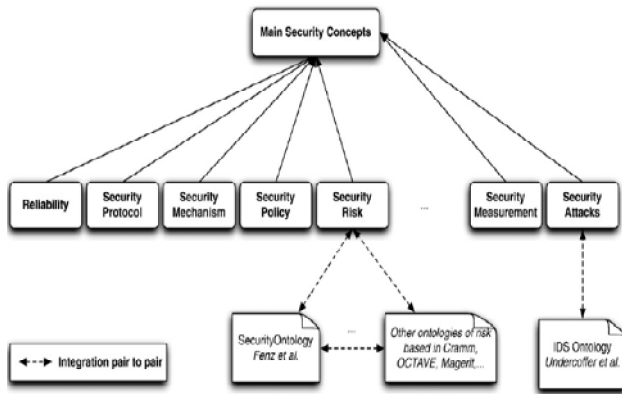 Main Security Concepts
Reliability
Security
Protocol
Security
Mechanism
Security
Policy
Security
Risk
...
Security
Measurement
Security
Attacks
SecurityOntology
Fenz et al.
...
Other ontologies of risk
based in Cramm,
OCTAVE, Magerit,...
IDS Ontology
Undercoffer et al.
Integration pair to pair